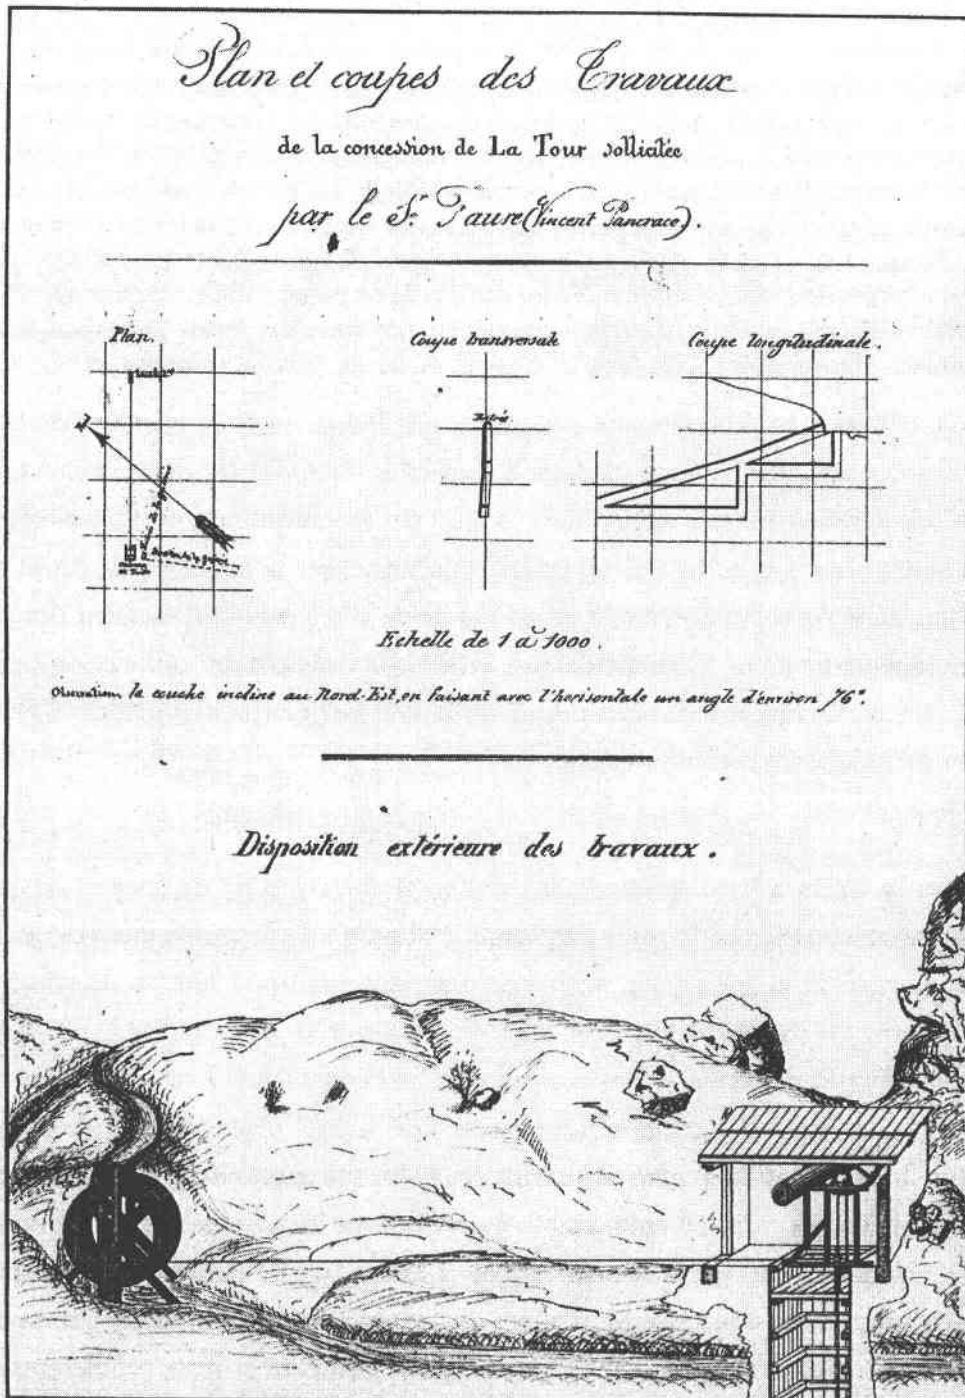 Plan et coupes des Travaux
de la concession de La Tour sollicitée
par le Sr. Faure (Vincent Pancrace).
Plan.
Coupe transversale
Coupe longitudinale.
Echelle de 1 à 1000.
Observation. la couche incline au Nord-Est, en faisant avec l'horisontale un angle d'environ 76°.
Disposition extérieure des travaux.